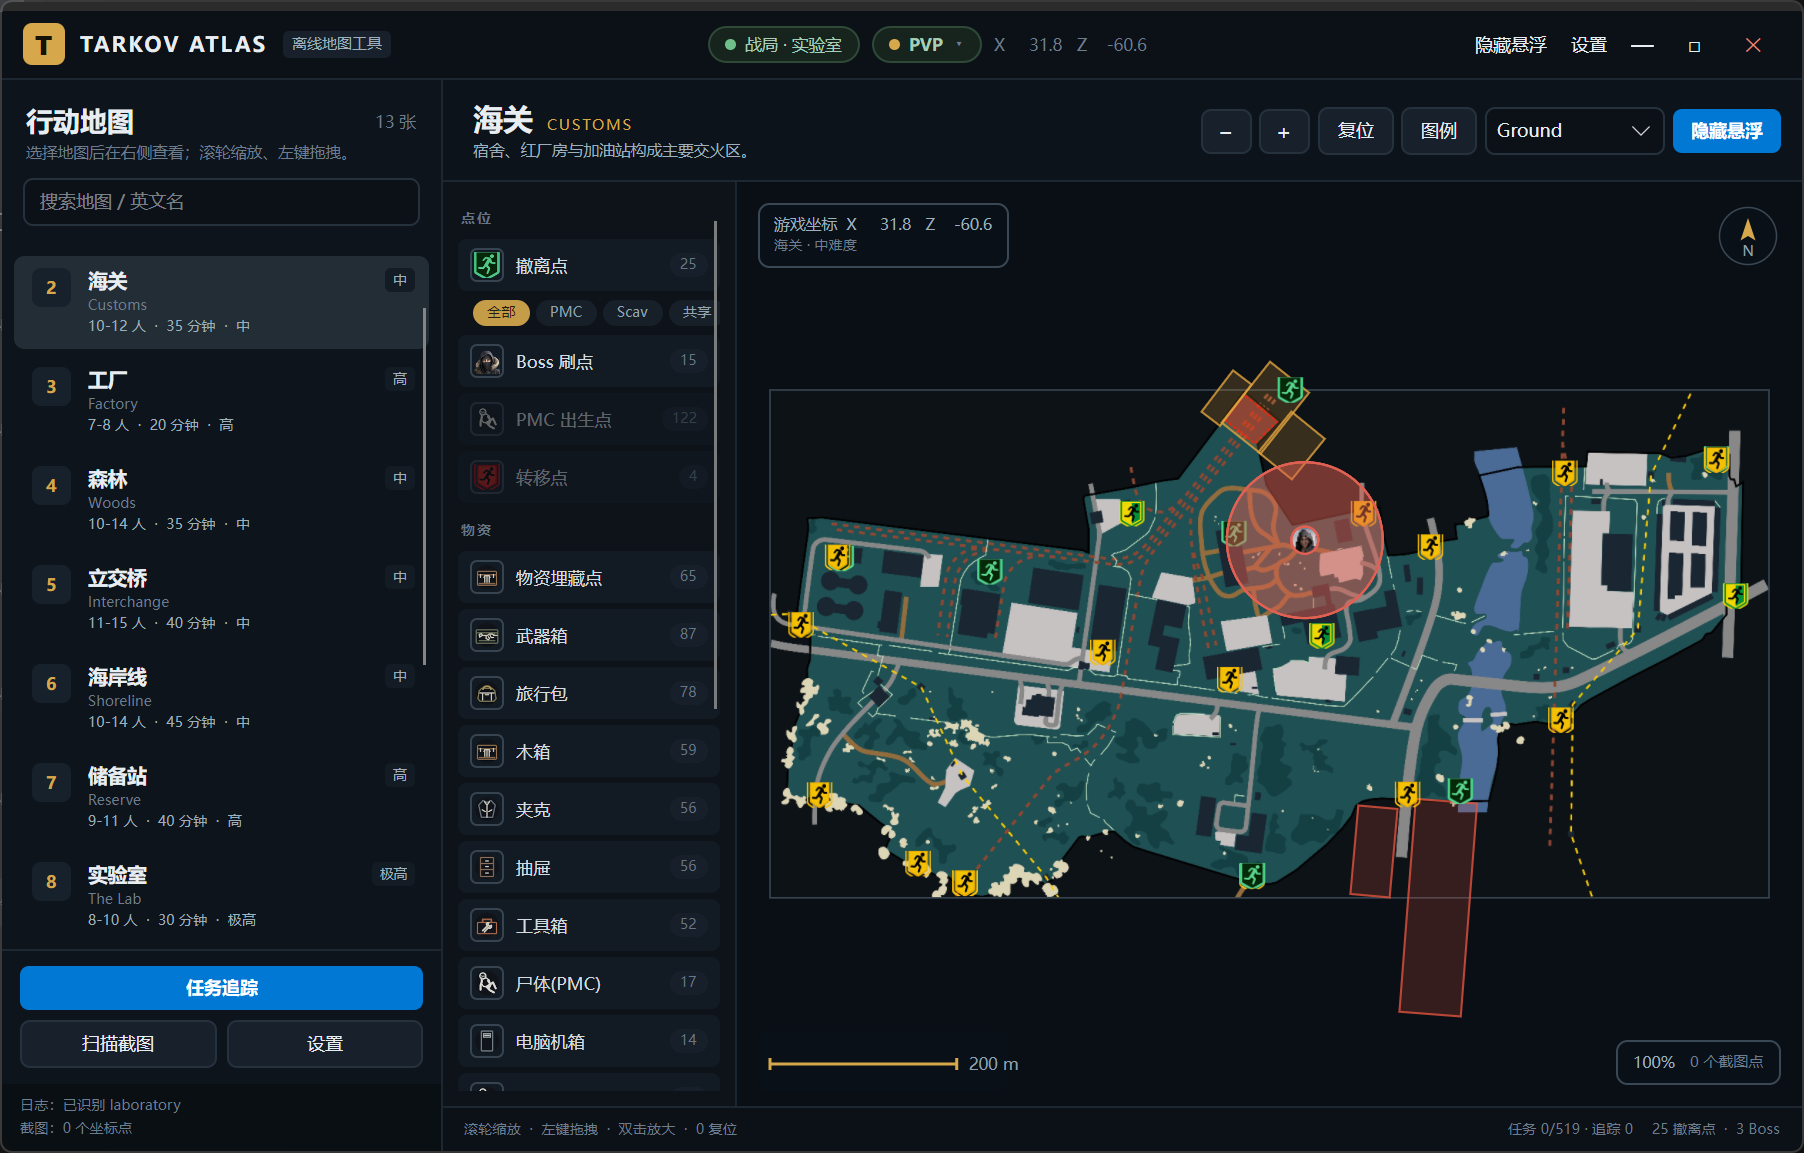 T TARKOV ATLAS 离线地图工具
战局 · 实验室 PVP X 31.8 Z -60.6
隐藏悬浮 设置
行动地图 13 张
选择地图后在右侧查看；滚轮缩放、左键拖拽。
搜索地图 / 英文名
2 海关 中
Customs
10-12 人 · 35 分钟 · 中
3 工厂 高
Factory
7-8 人 · 20 分钟 · 高
4 森林 中
Woods
10-14 人 · 35 分钟 · 中
5 立交桥 中
Interchange
11-15 人 · 40 分钟 · 中
6 海岸线 中
Shoreline
10-14 人 · 45 分钟 · 中
7 储备站 高
Reserve
9-11 人 · 40 分钟 · 高
8 实验室 极高
The Lab
8-10 人 · 30 分钟 · 极高
任务追踪
扫描截图 设置
日志：已识别 laboratory
截图：0 个坐标点
海关 CUSTOMS
宿舍、红厂房与加油站构成主要交火区。
− + 复位 图例 Ground 隐藏悬浮
点位
撤离点 25
全部 PMC Scav 共享
Boss 刷点 15
PMC 出生点 122
转移点 4
物资
物资埋藏点 65
武器箱 87
旅行包 78
木箱 59
夹克 56
抽屉 56
工具箱 52
尸体(PMC) 17
电脑机箱 14
游戏坐标 X 31.8 Z -60.6
海关 · 中难度
N
200 m
100% 0 个截图点
滚轮缩放 · 左键拖拽 · 双击放大 · 0 复位
任务 0/519 · 追踪 0 25 撤离点 · 3 Boss